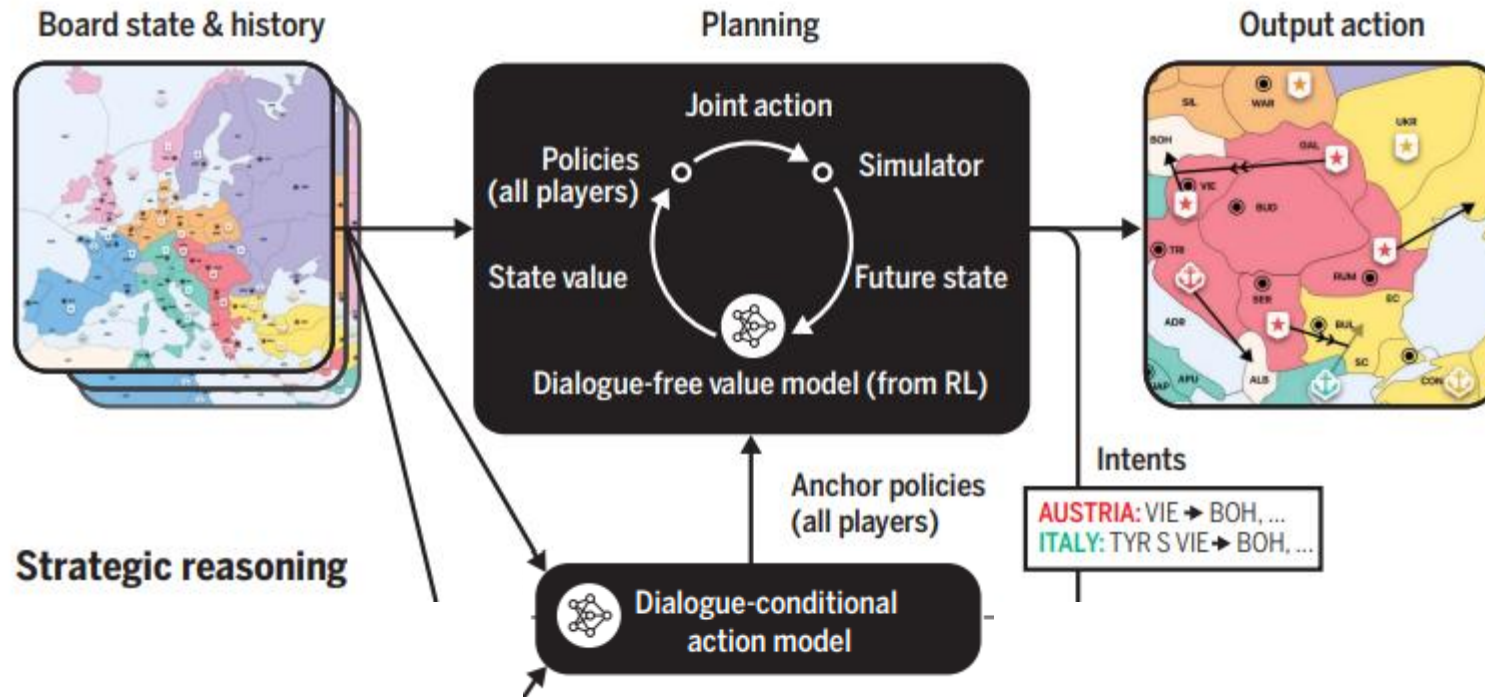 Board state & history
Planning
Output action
Joint action
Policies
(all players)
Simulator
State value
Future state
Dialogue-free value model (from RL)
Anchor policies
(all players)
Intents
AUSTRIA: VIE → BOH, ...
ITALY: TYR S VIE → BOH, ...
Strategic reasoning
Dialogue-conditional
action model
SIL
WAR
UKR
BOH
GAL
VIE
BUD
TRI
RUM
SER
EC
BUL
ADR
SC
ALB
CON
APU